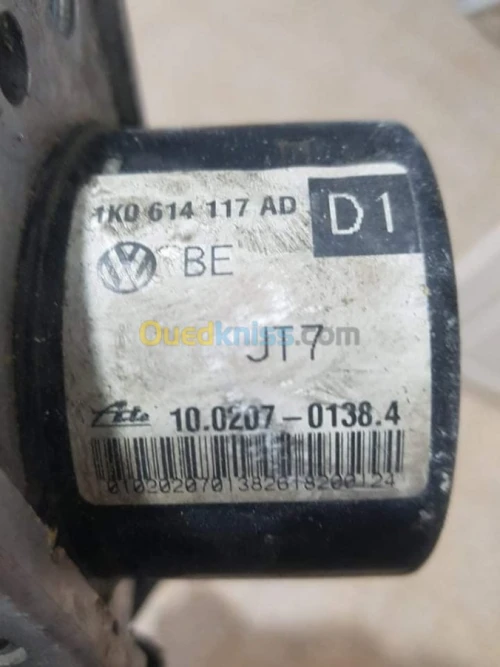 1K0 614 117 AD
D1
BE
JT7
Ouedkniss.com
Ate 10.0207-0138.4